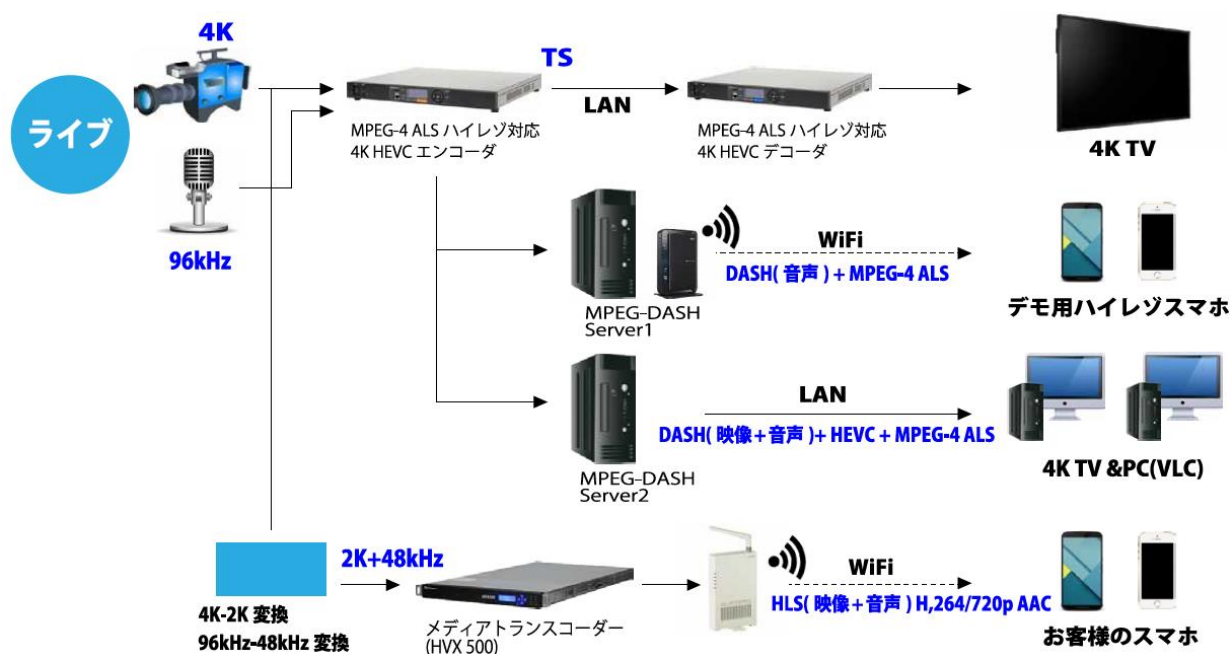 4K
ライブ
96kHz
TS
LAN
MPEG-4 ALS ハイレゾ対応
4K HEVC エンコーダ
MPEG-4 ALS ハイレゾ対応
4K HEVC デコーダ
4K TV
WiFi
DASH( 音声 ) + MPEG-4 ALS
MPEG-DASH
Server1
デモ用ハイレゾスマホ
LAN
DASH( 映像+音声 )+ HEVC + MPEG-4 ALS
MPEG-DASH
Server2
4K TV &PC(VLC)
2K+48kHz
4K-2K 変換
96kHz-48kHz 変換
メディアトランスコーダー
(HVX 500)
WiFi
HLS( 映像+音声 ) H,264/720p AAC
お客様のスマホ